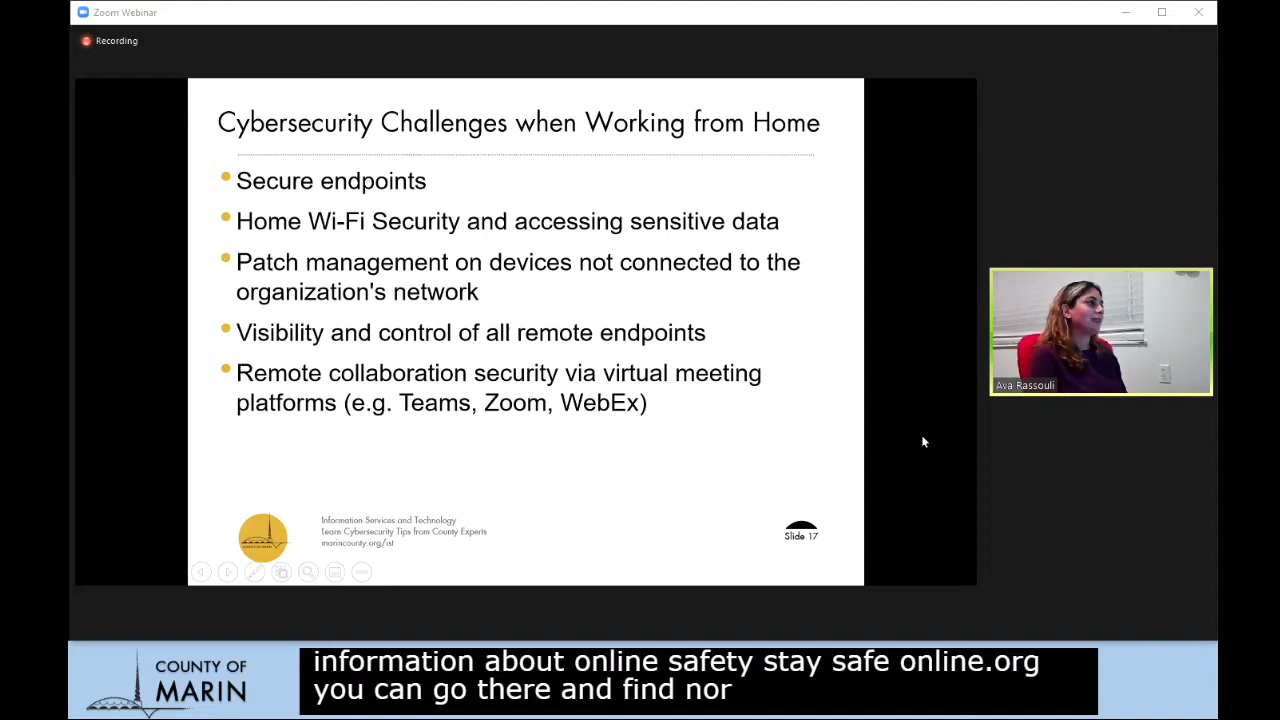 Zoom Webinar
Recording
Cybersecurity Challenges when Working from Home
Secure endpoints
Home Wi-Fi Security and accessing sensitive data
Patch management on devices not connected to the
organization's network
Visibility and control of all remote endpoints
Remote collaboration security via virtual meeting
platforms (e.g. Teams, Zoom, WebEx)
Ava Rassouli
COUNTY OF MARIN
Information Services and Technology
Learn Cybersecurity Tips from County Experts
marincounty.org/ist
Slide 17
COUNTY OF
MARIN
information about online safety stay safe online.org
you can go there and find nor